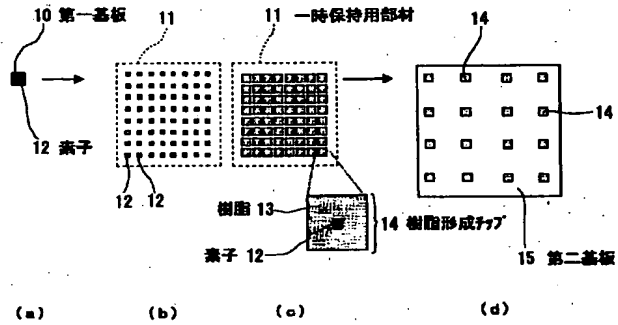 10 第一基板
11
11 一時保持用部材
14
12 素子
12
12
14
樹脂 13
素子 12
14 樹脂形成チップ
15 第二基板
(a)
(b)
(c)
(d)